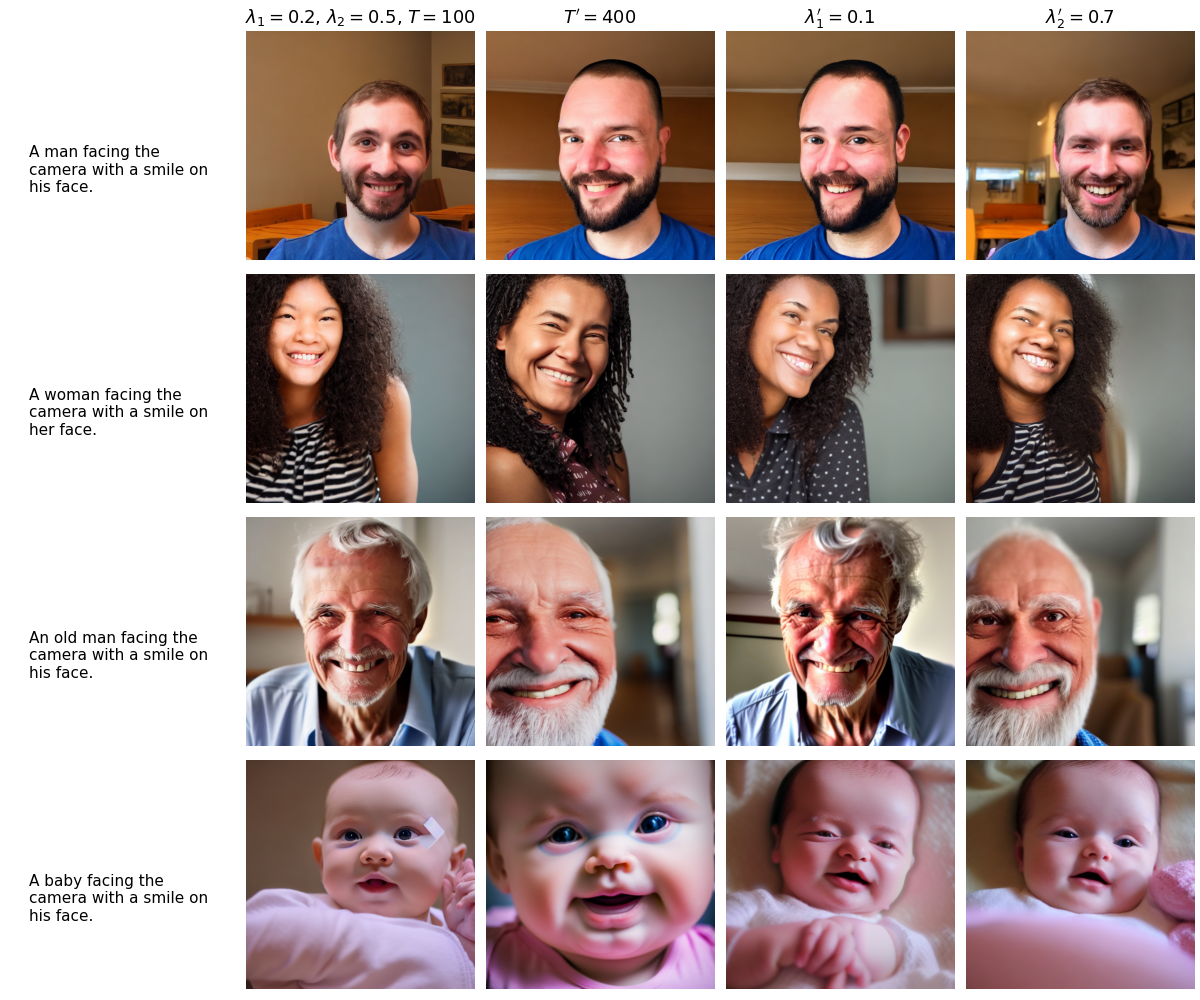 λ₁ = 0.2, λ₂ = 0.5, T = 100
T′ = 400
λ′₁ = 0.1
λ′₂ = 0.7
A man facing the
camera with a smile on
his face.
A woman facing the
camera with a smile on
her face.
An old man facing the
camera with a smile on
his face.
A baby facing the
camera with a smile on
his face.